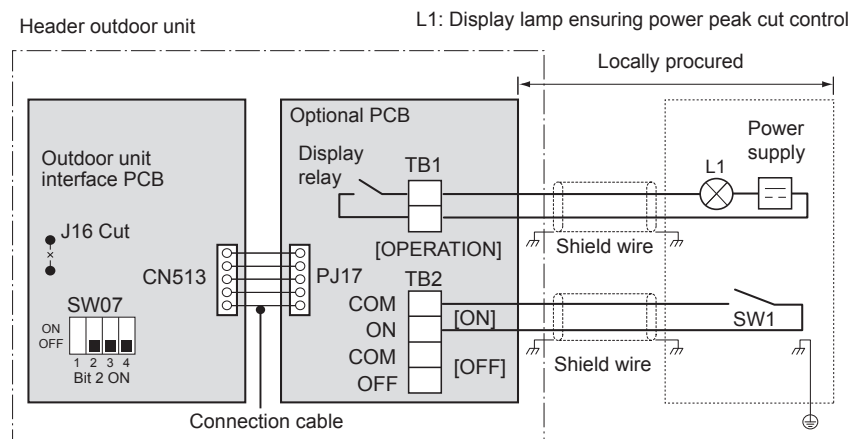 Header outdoor unit
L1: Display lamp ensuring power peak cut control
Locally procured
Optional PCB
Outdoor unit
interface PCB
Display
relay
TB1
L1
Power
supply
J16 Cut
[OPERATION]
Shield wire
CN513
PJ17
TB2
SW07
ON
OFF
1 2 3 4
Bit 2 ON
COM
ON
[ON]
COM
OFF
[OFF]
SW1
Shield wire
Connection cable